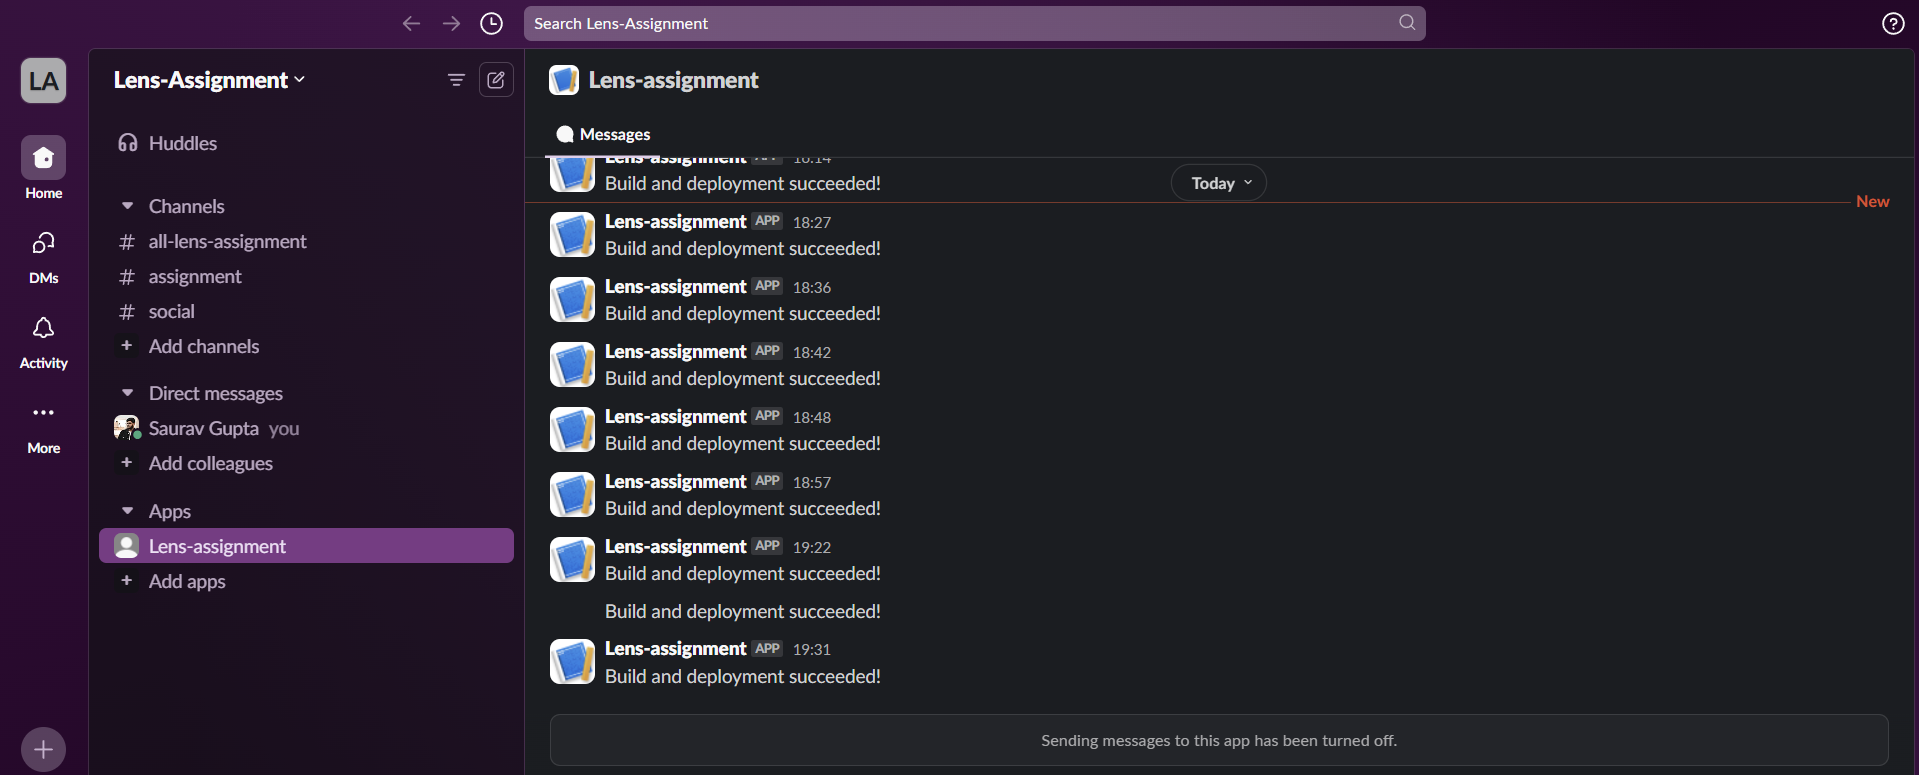 Search Lens-Assignment
LA
Lens-Assignment
Lens-assignment
Huddles
Messages
Home
Channels
# all-lens-assignment
# assignment
# social
+ Add channels
DMs
Activity
More
Direct messages
Saurav Gupta you
+ Add colleagues
Apps
Lens-assignment
+ Add apps
Lens-assignment APP 16:14
Build and deployment succeeded!
Today
New
Lens-assignment APP 18:27
Build and deployment succeeded!
Lens-assignment APP 18:36
Build and deployment succeeded!
Lens-assignment APP 18:42
Build and deployment succeeded!
Lens-assignment APP 18:48
Build and deployment succeeded!
Lens-assignment APP 18:57
Build and deployment succeeded!
Lens-assignment APP 19:22
Build and deployment succeeded!
Build and deployment succeeded!
Lens-assignment APP 19:31
Build and deployment succeeded!
Sending messages to this app has been turned off.